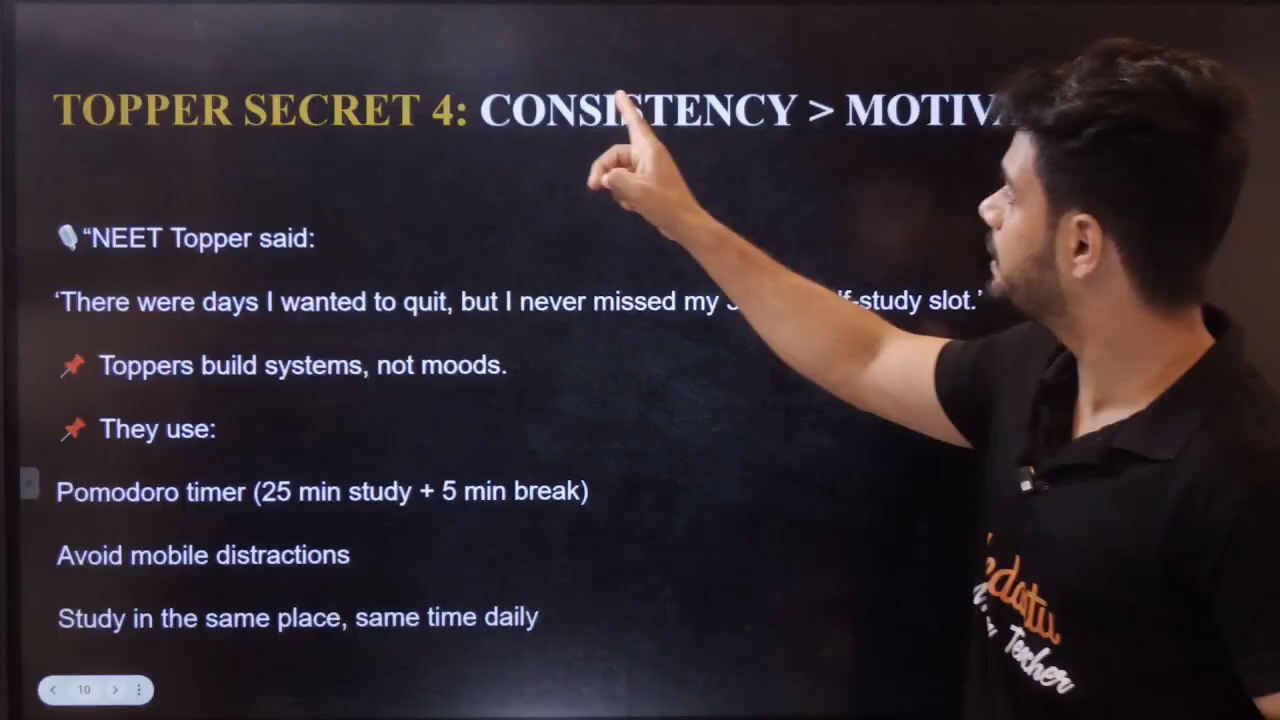 TOPPER SECRET 4: CONSISTENCY >
🎙️“NEET Topper said:
‘There were days I wanted to quit, but I never missed my study slot.’
📌 Toppers build systems, not moods.
📌 They use:
Pomodoro timer (25 min study + 5 min break)
Avoid mobile distractions
Study in the same place, same time daily
10
Teacher